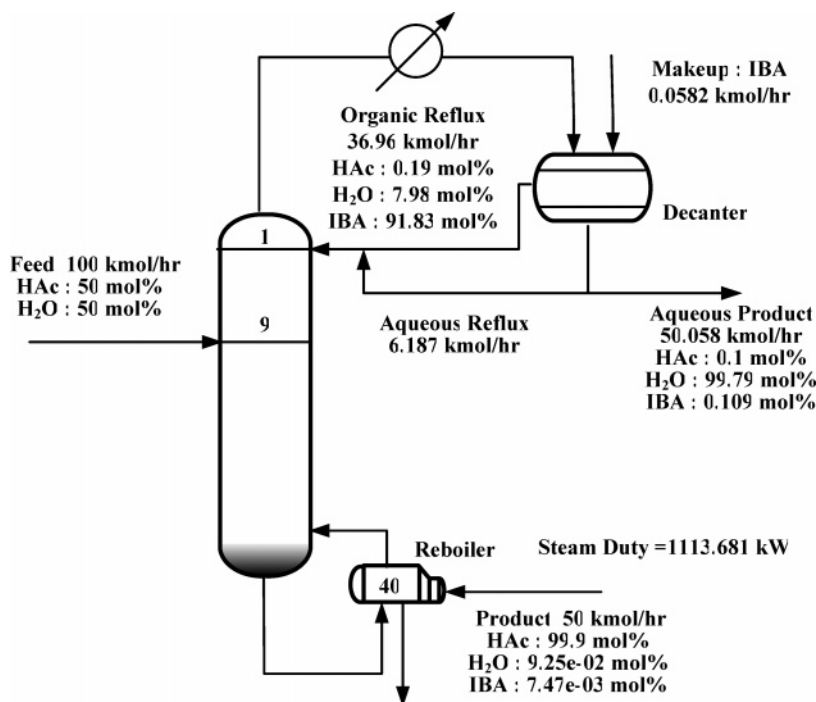 Makeup : IBA
0.0582 kmol/hr
Organic Reflux
36.96 kmol/hr
HAc : 0.19 mol%
H₂O : 7.98 mol%
IBA : 91.83 mol%
Decanter
1
Feed 100 kmol/hr
HAc : 50 mol%
H₂O : 50 mol%
9
Aqueous Reflux
6.187 kmol/hr
Aqueous Product
50.058 kmol/hr
HAc : 0.1 mol%
H₂O : 99.79 mol%
IBA : 0.109 mol%
Reboiler
Steam Duty =1113.681 kW
40
Product 50 kmol/hr
HAc : 99.9 mol%
H₂O : 9.25e-02 mol%
IBA : 7.47e-03 mol%